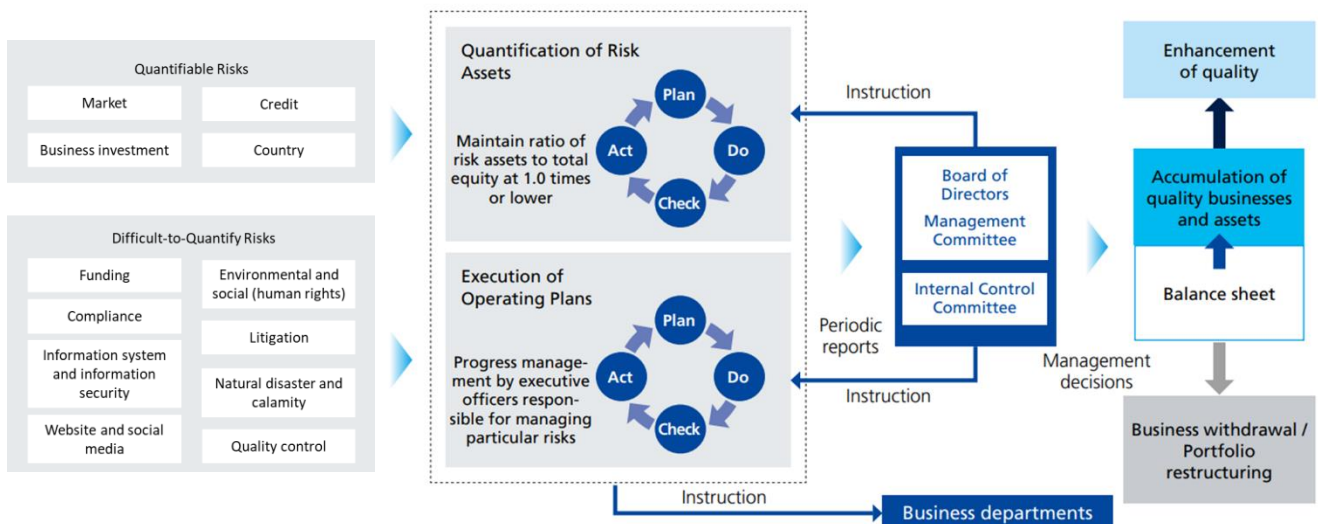 Quantifiable Risks
Market
Credit
Business investment
Country
Difficult-to-Quantify Risks
Funding
Environmental and
social (human rights)
Compliance
Litigation
Information system
and information
security
Natural disaster and
calamity
Website and social
media
Quality control
Quantification of Risk
Assets
Maintain ratio of
risk assets to total
equity at 1.0 times
or lower
Plan
Do
Check
Act
Execution of
Operating Plans
Progress manage-
ment by executive
officers respon-
sible for managing
particular risks
Plan
Do
Check
Act
Instruction
Business departments
Periodic
reports
Instruction
Board of
Directors
Management
Committee
Internal Control
Committee
Instruction
Management
decisions
Enhancement
of quality
Accumulation of
quality businesses
and assets
Balance sheet
Business withdrawal /
Portfolio
restructuring